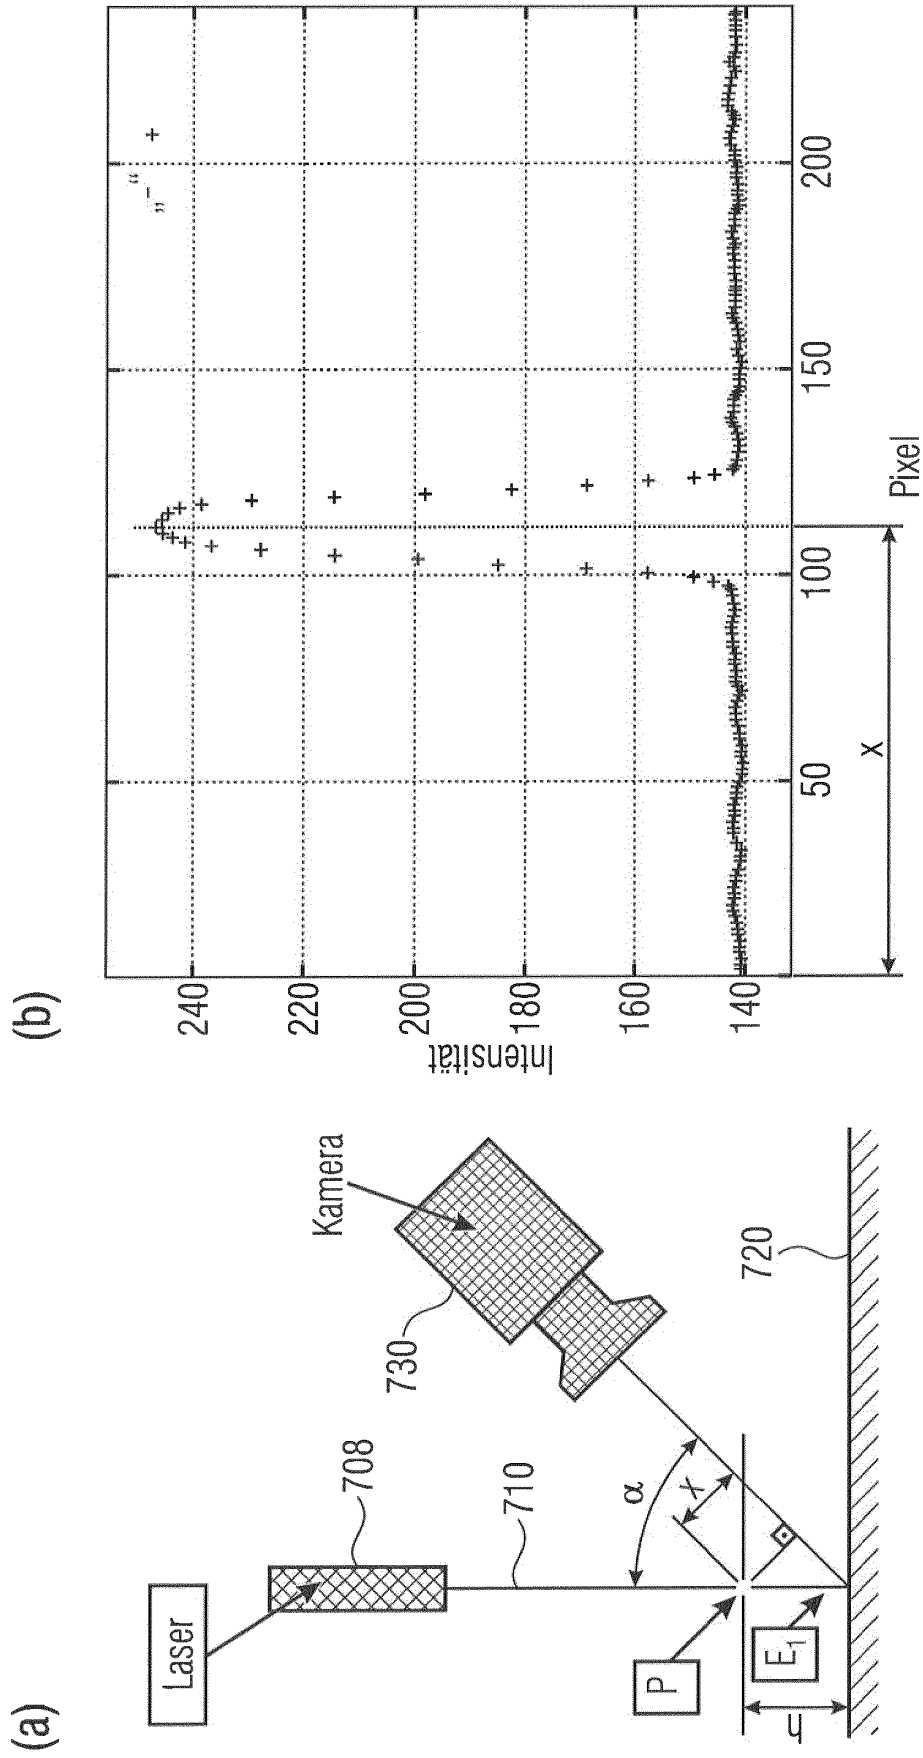 (a)
Laser
708
Kamera
730
710
α
x
P
E1
h
720
(b)
Intensität
240
220
200
180
160
140
„–“
50
100
150
200
x
Pixel